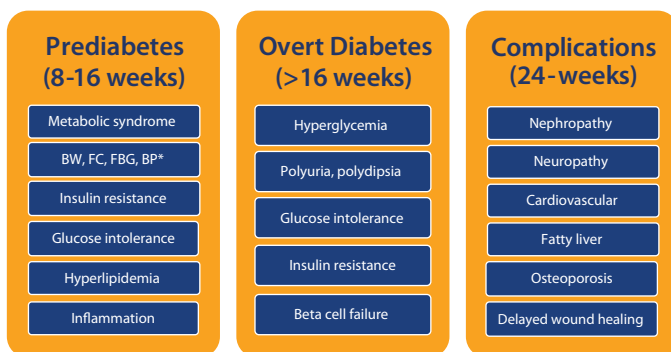 Prediabetes
(8-16 weeks)
Metabolic syndrome
BW, FC, FBG, BP*
Insulin resistance
Glucose intolerance
Hyperlipidemia
Inflammation
Overt Diabetes
(>16 weeks)
Hyperglycemia
Polyuria, polydipsia
Glucose intolerance
Insulin resistance
Beta cell failure
Complications
(24-weeks)
Nephropathy
Neuropathy
Cardiovascular
Fatty liver
Osteoporosis
Delayed wound healing